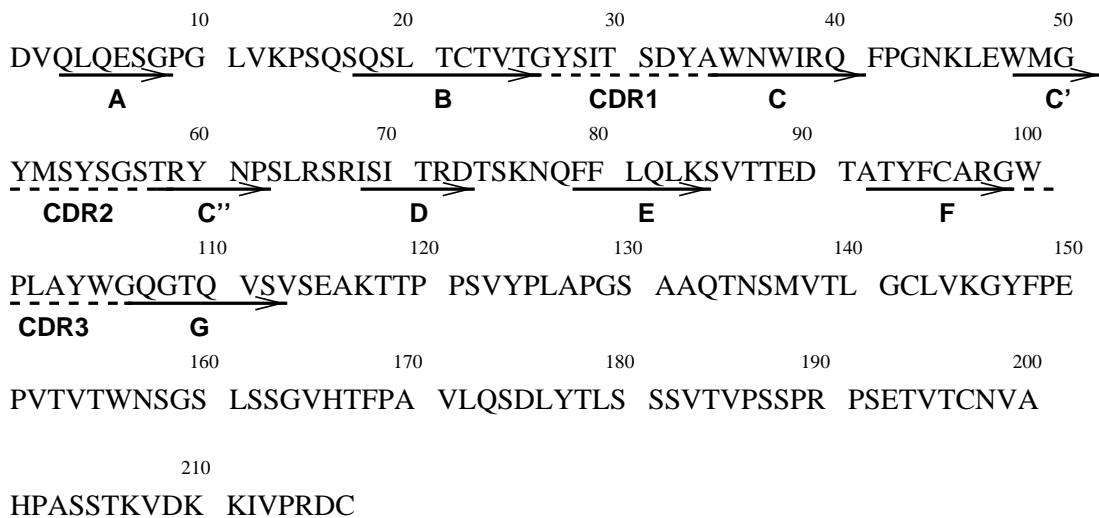 10 20 30 40 50
DVQLQESGPG LVKPSQSQSL TCTVTGYSIT SDYAWNWIRQ FPGNKLEWMG
A B CDR1 C C'
60 70 80 90 100
YMSYSGSTRY NPSLRSRISI TRDTSKNQFF LQLKSVTTED TATYFCARGW
CDR2 C'' D E F
110 120 130 140 150
PLAYWGQGTQ VSVSEAKTTP PSVYPLAPGS AAQTNSMVTL GCLVKGYFPE
CDR3 G
160 170 180 190 200
PVTVTWNSGS LSSGVHTFPA VLQSDLYTLS SSVTVPSSPR PSETVTCNVA
210
HPASSTKVDK KIVPRDC